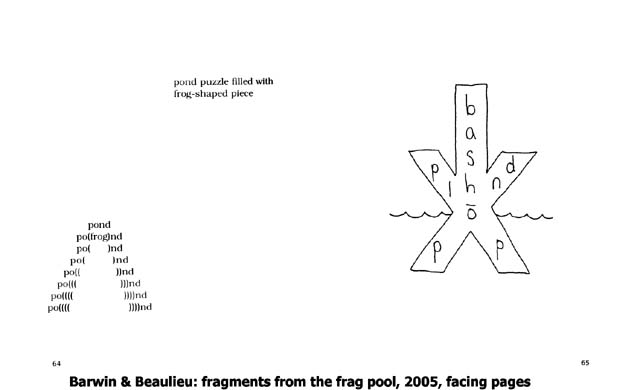 pond puzzle filled with
frog-shaped piece
pond
po(frog)nd
po(      )nd
po(        )nd
po((          ))nd
po(((            )))nd
po((((              ))))nd
po((((                ))))nd
64
b
a
s
p d
l h n
ō
p p
65
Barwin & Beaulieu: fragments from the frag pool, 2005, facing pages